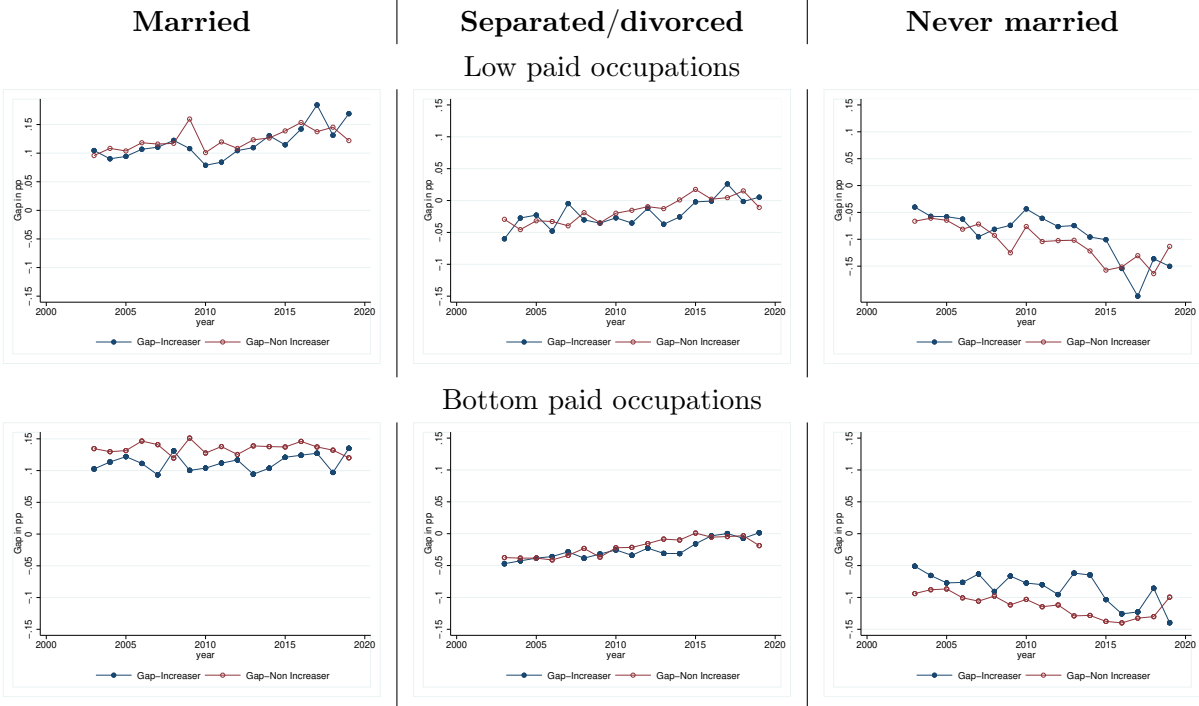 Married Separated/divorced Never married
Low paid occupations
Gap in pp
.15
.1
.05
0
−.05
−.1
−.15
2000 2005 2010 2015 2020
year
Gap−Increaser Gap−Non Increaser
Gap in pp
.15
.1
.05
0
−.05
−.1
−.15
2000 2005 2010 2015 2020
year
Gap−Increaser Gap−Non Increaser
Gap in pp
.15
.1
.05
0
−.05
−.1
−.15
2000 2005 2010 2015 2020
year
Gap−Increaser Gap−Non Increaser
Bottom paid occupations
Gap in pp
.15
.1
.05
0
−.05
−.1
−.15
2000 2005 2010 2015 2020
year
Gap−Increaser Gap−Non Increaser
Gap in pp
.15
.1
.05
0
−.05
−.1
−.15
2000 2005 2010 2015 2020
year
Gap−Increaser Gap−Non Increaser
Gap in pp
.15
.1
.05
0
−.05
−.1
−.15
2000 2005 2010 2015 2020
year
Gap−Increaser Gap−Non Increaser